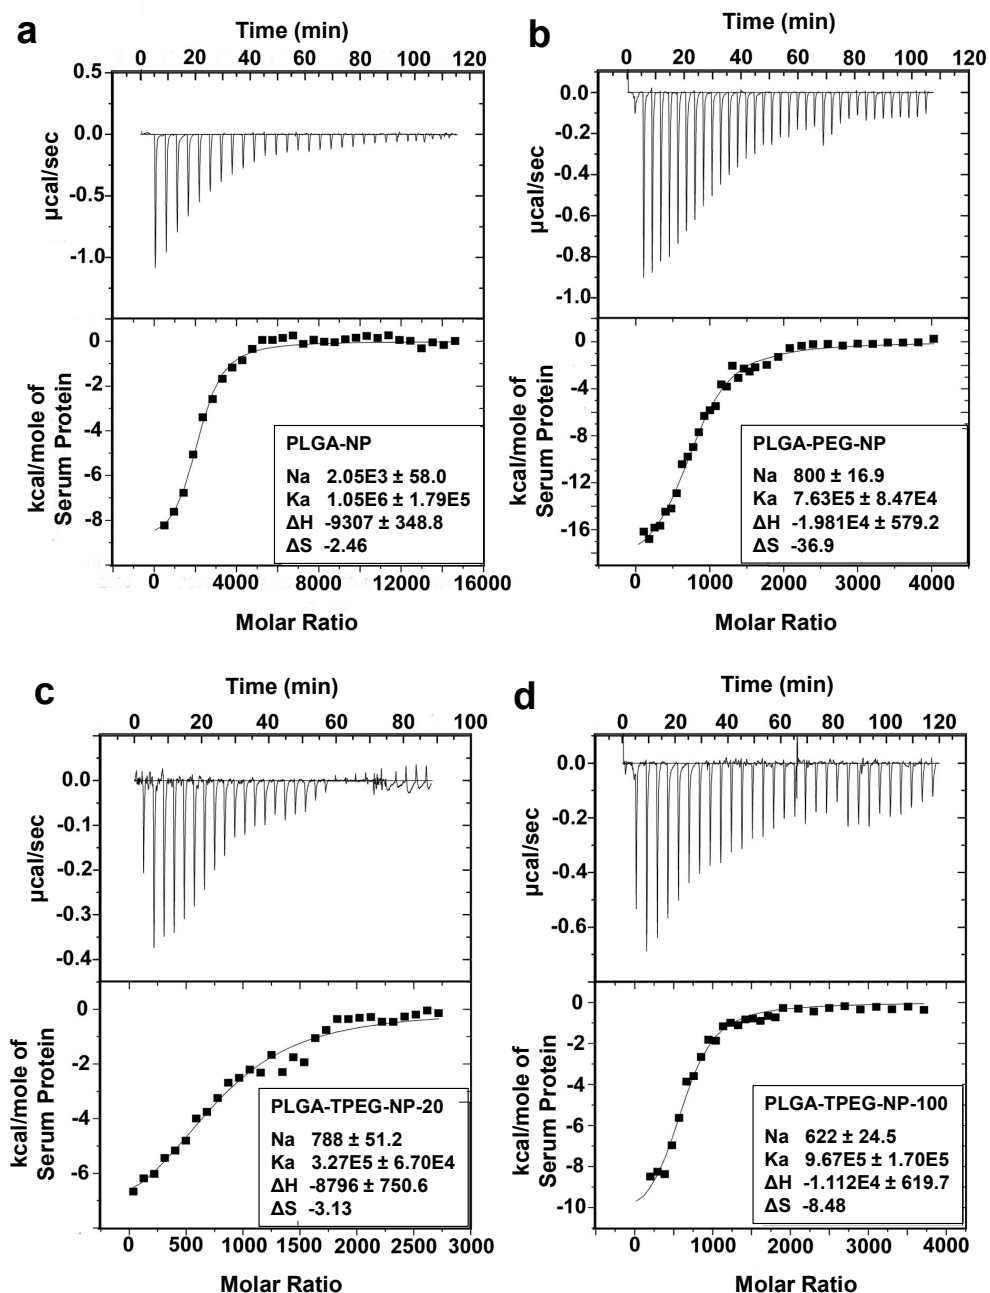 a
Time (min)
0 20 40 60 80 100 120
0.5
0.0
-0.5
-1.0
µcal/sec
0
-2
-4
-6
-8
kcal/mole of
Serum Protein
PLGA-NP
Na 2.05E3 ± 58.0
Ka 1.05E6 ± 1.79E5
ΔH -9307 ± 348.8
ΔS -2.46
0 4000 8000 12000 16000
Molar Ratio
b
Time (min)
0 20 40 60 80 100 120
0.0
-0.2
-0.4
-0.6
-0.8
-1.0
µcal/sec
0
-4
-8
-12
-16
kcal/mole of
Serum Protein
PLGA-PEG-NP
Na 800 ± 16.9
Ka 7.63E5 ± 8.47E4
ΔH -1.981E4 ± 579.2
ΔS -36.9
0 1000 2000 3000 4000
Molar Ratio
c
Time (min)
0 20 40 60 80 100
0.0
-0.1
-0.2
-0.3
-0.4
µcal/sec
0
-2
-4
-6
kcal/mole of
Serum Protein
PLGA-TPEG-NP-20
Na 788 ± 51.2
Ka 3.27E5 ± 6.70E4
ΔH -8796 ± 750.6
ΔS -3.13
0 500 1000 1500 2000 2500 3000
Molar Ratio
d
Time (min)
0 20 40 60 80 100 120
0.0
-0.2
-0.4
-0.6
µcal/sec
0
-2
-4
-6
-8
-10
kcal/mole of
Serum Protein
PLGA-TPEG-NP-100
Na 622 ± 24.5
Ka 9.67E5 ± 1.70E5
ΔH -1.112E4 ± 619.7
ΔS -8.48
0 1000 2000 3000 4000
Molar Ratio